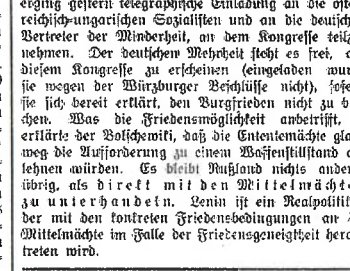 erging gestern telegraphische Einladung an die öste
reichisch-ungarischen Sozialisten und an die deutsch
Vertreter der Minderheit, an dem Kongresse teilz
nehmen. Der deutschen Mehrheit steht es frei, a
diesem Kongresse zu erscheinen (eingeladen wur
sie wegen der Würzburger Beschlüsse nicht), sofe
sie sich bereit erklärt, den Burgfrieden nicht zu b
chen. Was die Friedensmöglichkeit anbetrifft,
erklärte der Bolschewiki, daß die Ententemächte gla
weg die Aufforderung zu einem Waffenstillstand a
lehnen würden. Es bleibt Rußland nichts ander
übrig, als direkt mit den Mittelmächte
zu unterhandeln. Lenin ist ein Realpolitik
der mit den konkreten Friedensbedingungen an
Mittelmächte im Falle der Friedensgeneigtheit hera
treten wird.